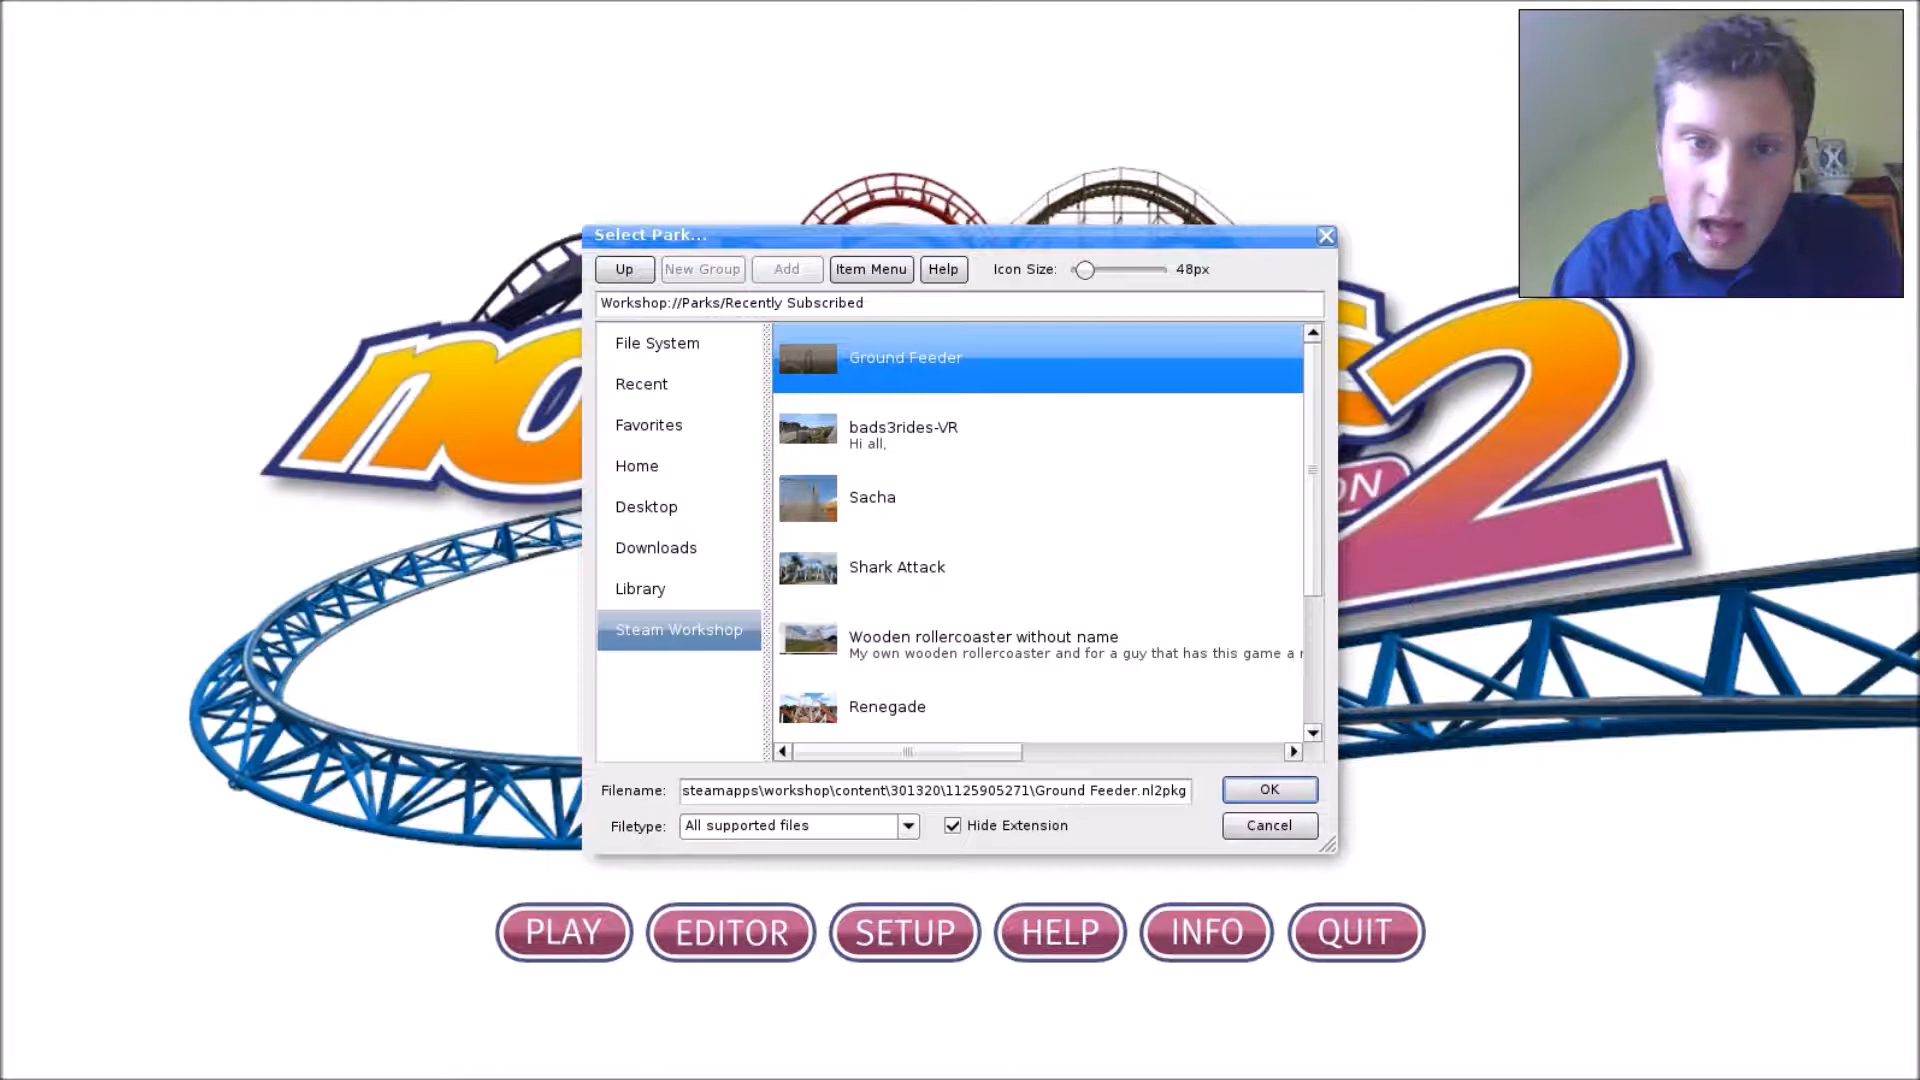 Select Park...
Up
New Group
Add
Item Menu
Help
Icon Size:
48px
Workshop://Parks/Recently Subscribed
File System
Recent
Favorites
Home
Desktop
Downloads
Library
Steam Workshop
Ground Feeder
bads3rides-VR
Hi all,
Sacha
Shark Attack
Wooden rollercoaster without name
My own wooden rollercoaster and for a guy that has this game a
Renegade
no
2
ON
Filename:
steamapps\workshop\content\301320\1125905271\Ground Feeder.nl2pkg
OK
Filetype:
All supported files
Hide Extension
Cancel
PLAY
EDITOR
SETUP
HELP
INFO
QUIT